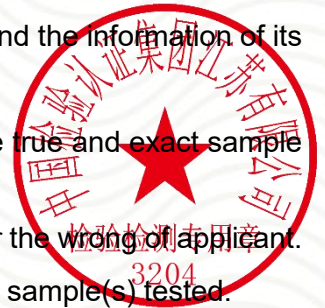 nd the information of its
e true and exact sample
r the wrong of applicant.
sample(s) tested.
中国检验认证集团江苏有限公司
检验检测专用章
3204